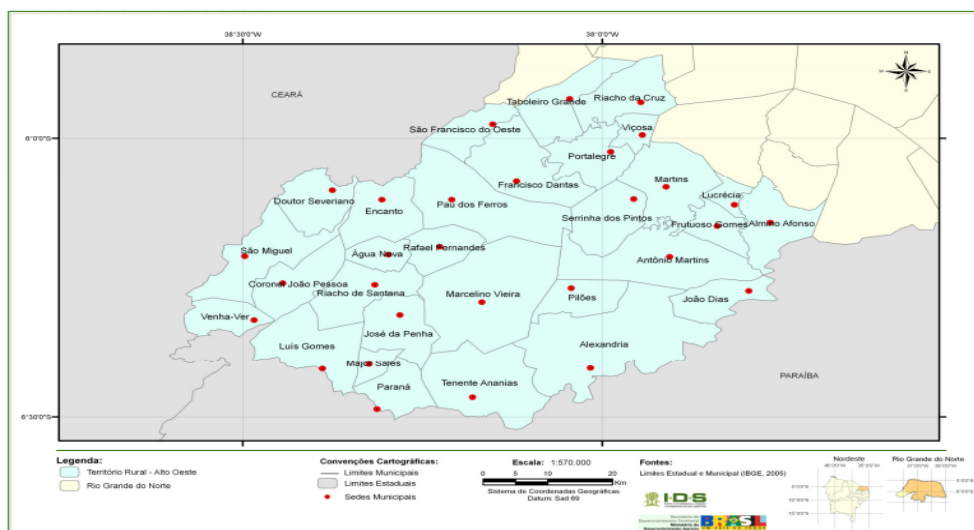 38°30'0"W 38°0'0"W
CEARÁ
Taboleiro Grande
Riacho da Cruz
São Francisco do Oeste
Viçosa
6°0'0"S
Portalegre
Francisco Dantas
Martins
Doutor Severiano
Encanto
Pau dos Ferros
Lucrécia
Serrinha dos Pintos
Frutuoso Gomes
Almino Afonso
São Miguel
Água Nova
Rafael Fernandes
Antônio Martins
Coronel João Pessoa
Riacho de Santana
Marcelino Vieira
Pilões
João Dias
Venha-Ver
José da Penha
Luís Gomes
Alexandria
Major Sales
Paraná
Tenente Ananias
PARAÍBA
6°30'0"S
Legenda:
Território Rural - Alto Oeste
Rio Grande do Norte
Convenções Cartográficas:
Limites Municipais
Limites Estaduais
Sedes Municipais
Escala: 1:570.000
0 5 10 20
Km
Sistema de Coordenadas Geográficas
Datum: Sad 69
Fontes:
Limites Estadual e Municipal (IBGE, 2005)
IDS
BRASIL
Nordeste
Rio Grande do Norte